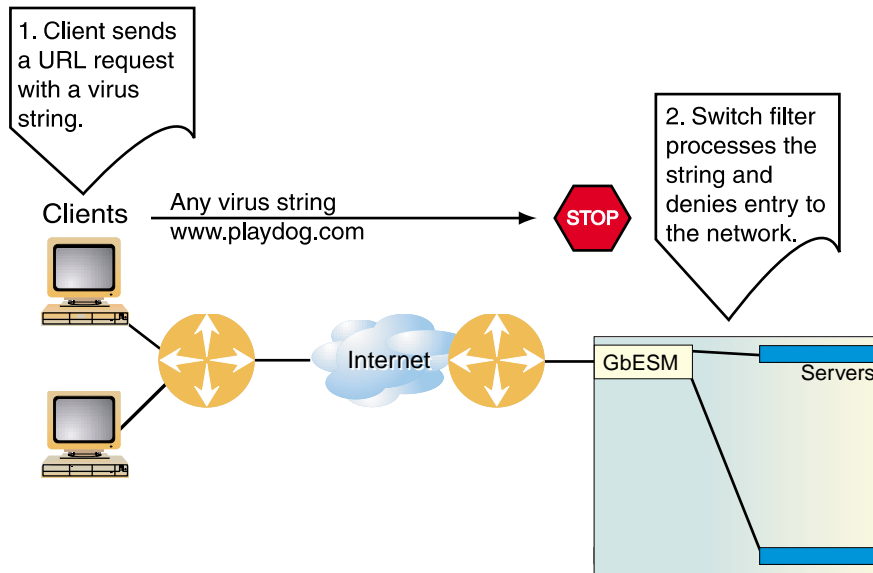 1. Client sends
a URL request
with a virus
string.
2. Switch filter
processes the
string and
denies entry to
the network.
Clients
Any virus string
www.playdog.com
STOP
Internet
GbESM
Servers